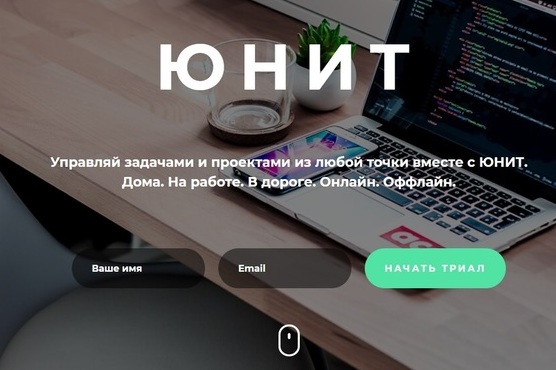 ЮНИТ
Управляй задачами и проектами из любой точки вместе с ЮНИТ.
Дома. На работе. В дороге. Онлайн. Оффлайн.
Ваше имя
Email
НАЧАТЬ ТРИАЛ